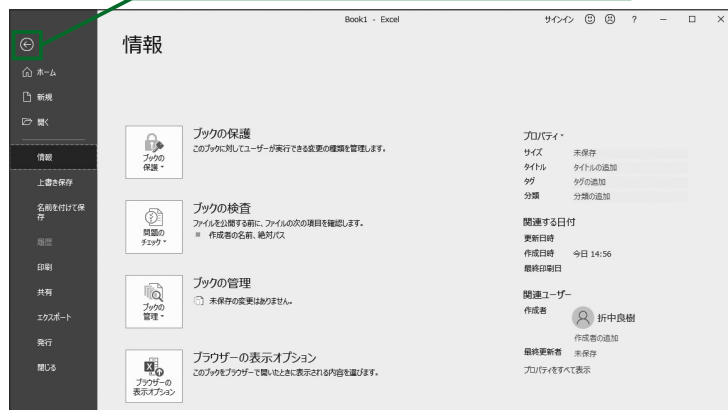 Book1 - Excel
サインイン
?
情報
ホーム
新規
開く
情報
上書き保存
名前を付けて保
存
履歴
印刷
共有
エクスポート
発行
閉じる
ブックの
保護
ブックの保護
このブックに対してユーザーが実行できる変更の種類を管理します。
問題の
チェック
ブックの検査
ファイルを公開する前に、ファイルの次の項目を確認します。
作成者の名前、絶対パス
ブックの
管理
ブックの管理
未保存の変更はありません。
ブラウザーの
表示オプション
ブラウザーの表示オプション
このブックをブラウザーで開いたときに表示される内容を選びます。
プロパティ
サイズ 未保存
タイトル タイトルの追加
タグ タグの追加
分類 分類の追加
関連する日付
更新日時
作成日時 今日 14:56
最終印刷日
関連ユーザー
作成者 折中良樹
作成者の追加
最終更新者 未保存
プロパティをすべて表示